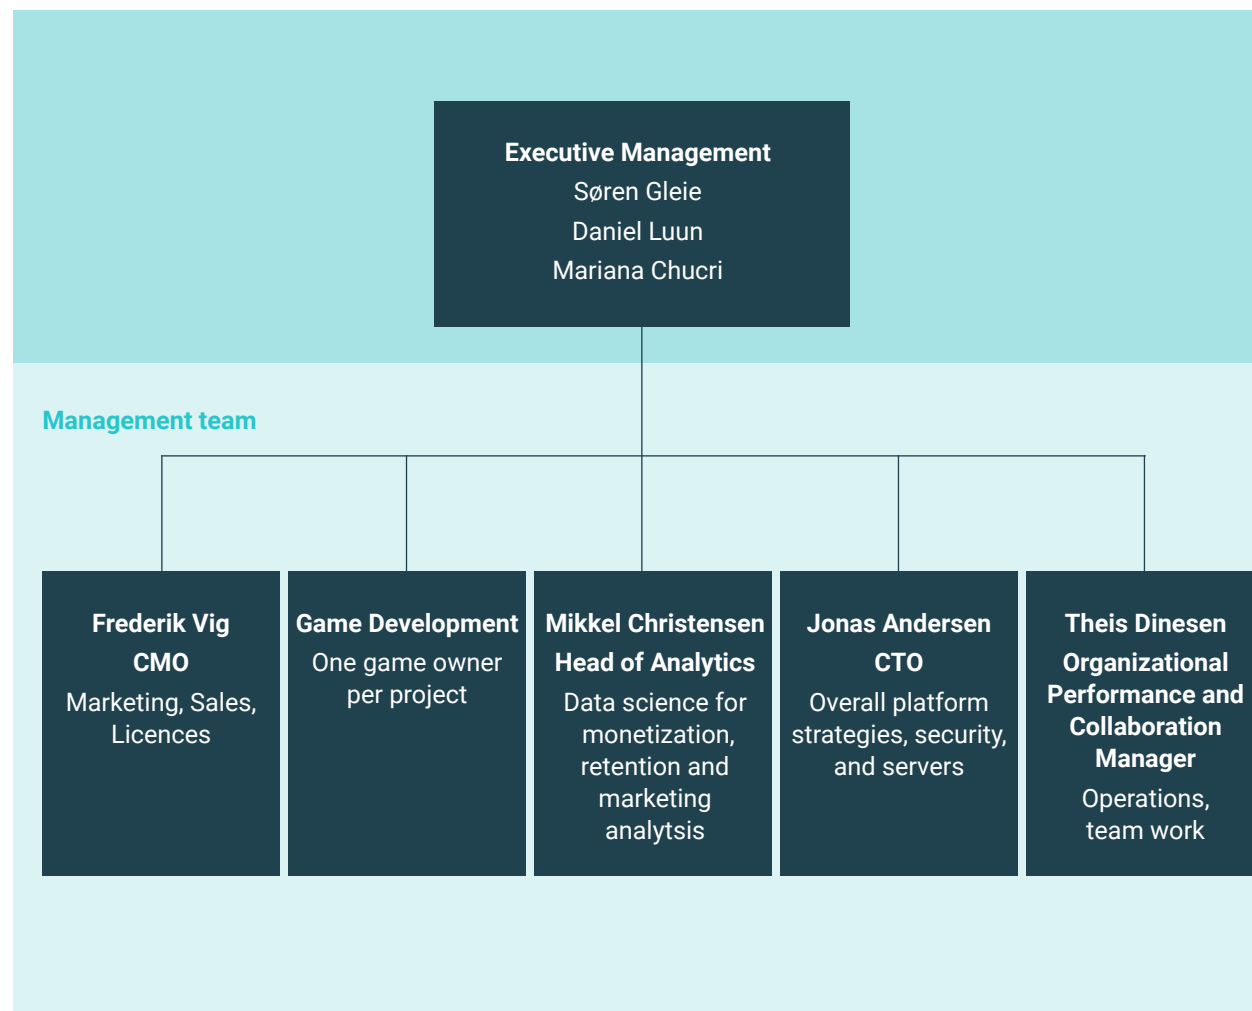 Executive Management
Søren Gleie
Daniel Luun
Mariana Chucri
Management team
Frederik Vig
CMO
Marketing, Sales,
Licences
Game Development
One game owner
per project
Mikkel Christensen
Head of Analytics
Data science for
monetization,
retention and
marketing
analytsis
Jonas Andersen
CTO
Overall platform
strategies, security,
and servers
Theis Dinesen
Organizational
Performance and
Collaboration
Manager
Operations,
team work